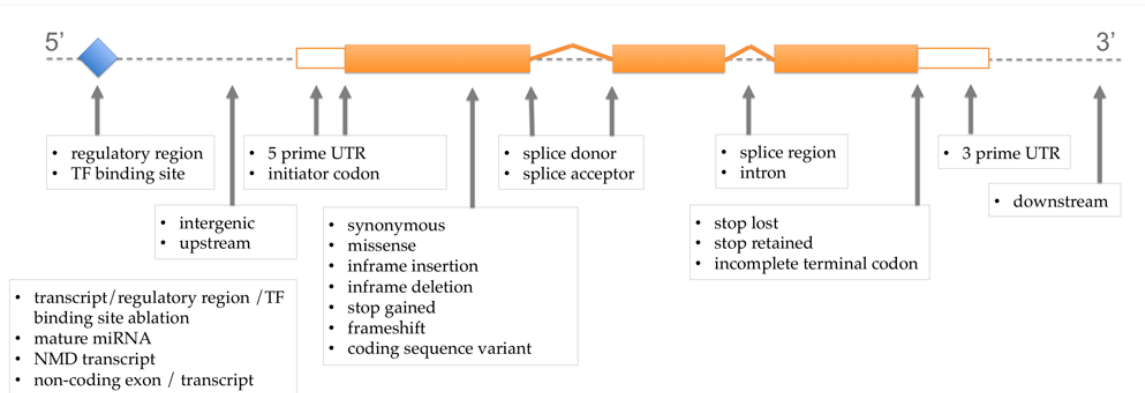 5’
3’
• regulatory region
• TF binding site
• 5 prime UTR
• initiator codon
• splice donor
• splice acceptor
• splice region
• intron
• 3 prime UTR
• intergenic
• upstream
• synonymous
• missense
• inframe insertion
• inframe deletion
• stop gained
• frameshift
• coding sequence variant
• stop lost
• stop retained
• incomplete terminal codon
• downstream
• transcript/regulatory region /TF
binding site ablation
• mature miRNA
• NMD transcript
• non-coding exon / transcript